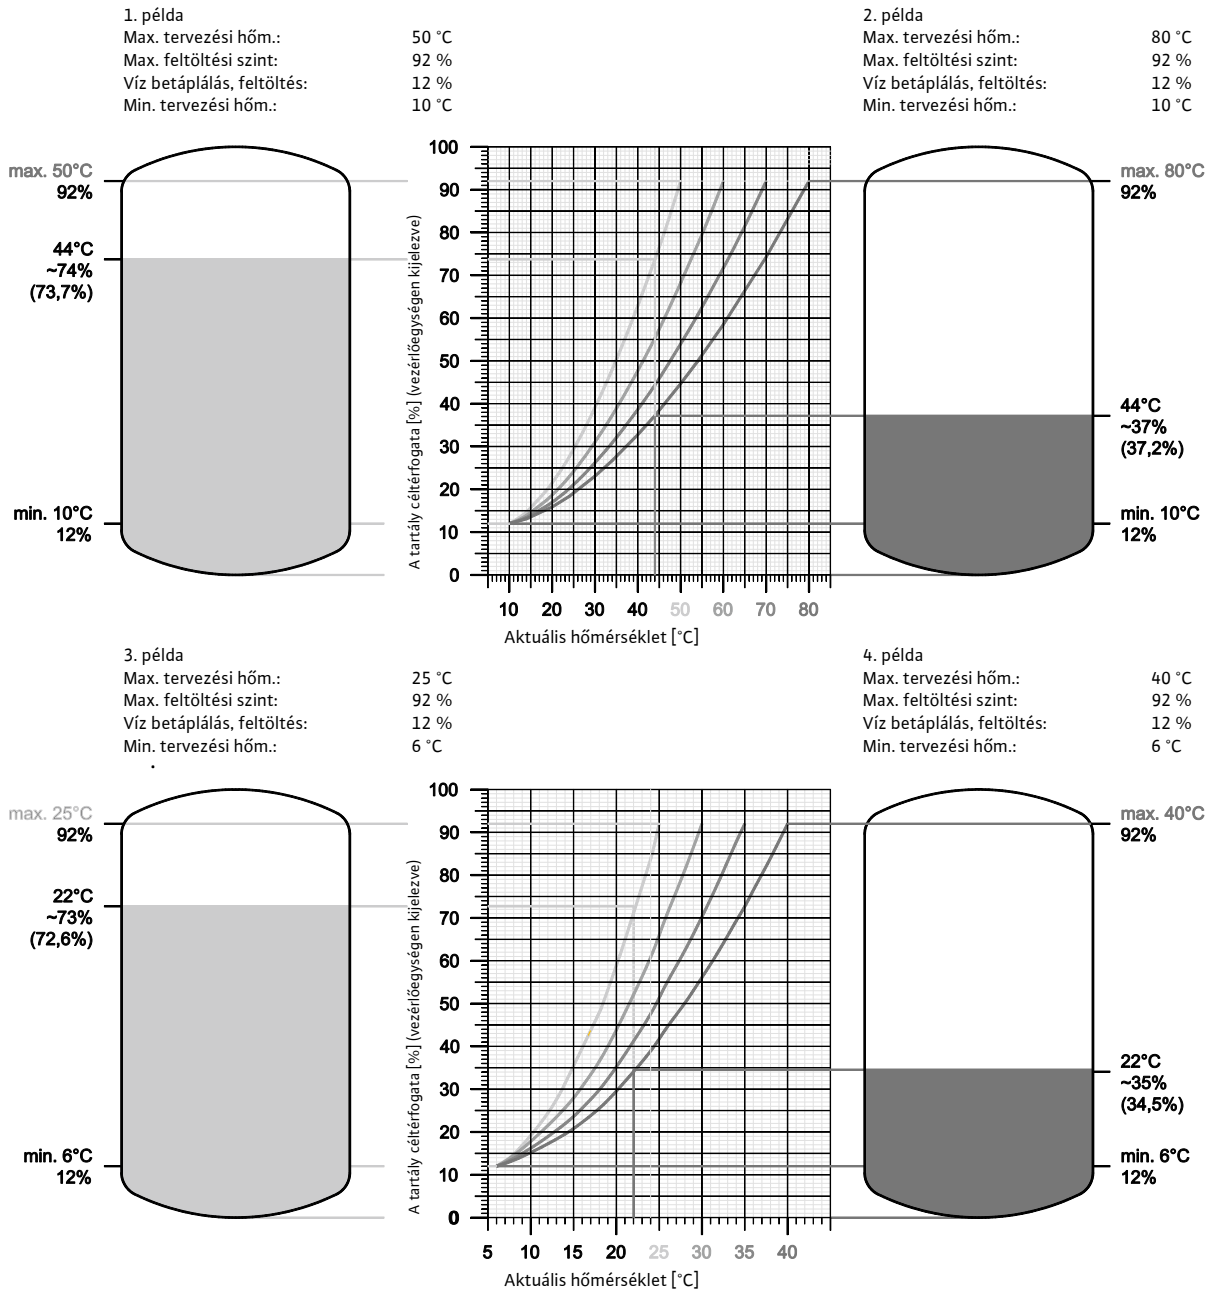 1. példa
Max. tervezési hőm.: 50 °C
Max. feltöltési szint: 92 %
Víz betáplálás, feltöltés: 12 %
Min. tervezési hőm.: 10 °C
2. példa
Max. tervezési hőm.: 80 °C
Max. feltöltési szint: 92 %
Víz betáplálás, feltöltés: 12 %
Min. tervezési hőm.: 10 °C
max. 50°C
92%
44°C
~74%
(73,7%)
min. 10°C
12%
A tartály céltérfogata [%] (vezérlőegységen kijelezve)
100
90
80
70
60
50
40
30
20
10
0
10 20 30 40 50 60 70 80
Aktuális hőmérséklet [°C]
max. 80°C
92%
44°C
~37%
(37,2%)
min. 10°C
12%
3. példa
Max. tervezési hőm.: 25 °C
Max. feltöltési szint: 92 %
Víz betáplálás, feltöltés: 12 %
Min. tervezési hőm.: 6 °C
4. példa
Max. tervezési hőm.: 40 °C
Max. feltöltési szint: 92 %
Víz betáplálás, feltöltés: 12 %
Min. tervezési hőm.: 6 °C
max. 25°C
92%
22°C
~73%
(72,6%)
min. 6°C
12%
A tartály céltérfogata [%] (vezérlőegységen kijelezve)
100
90
80
70
60
50
40
30
20
10
0
5 10 15 20 25 30 35 40
Aktuális hőmérséklet [°C]
max. 40°C
92%
22°C
~35%
(34,5%)
min. 6°C
12%